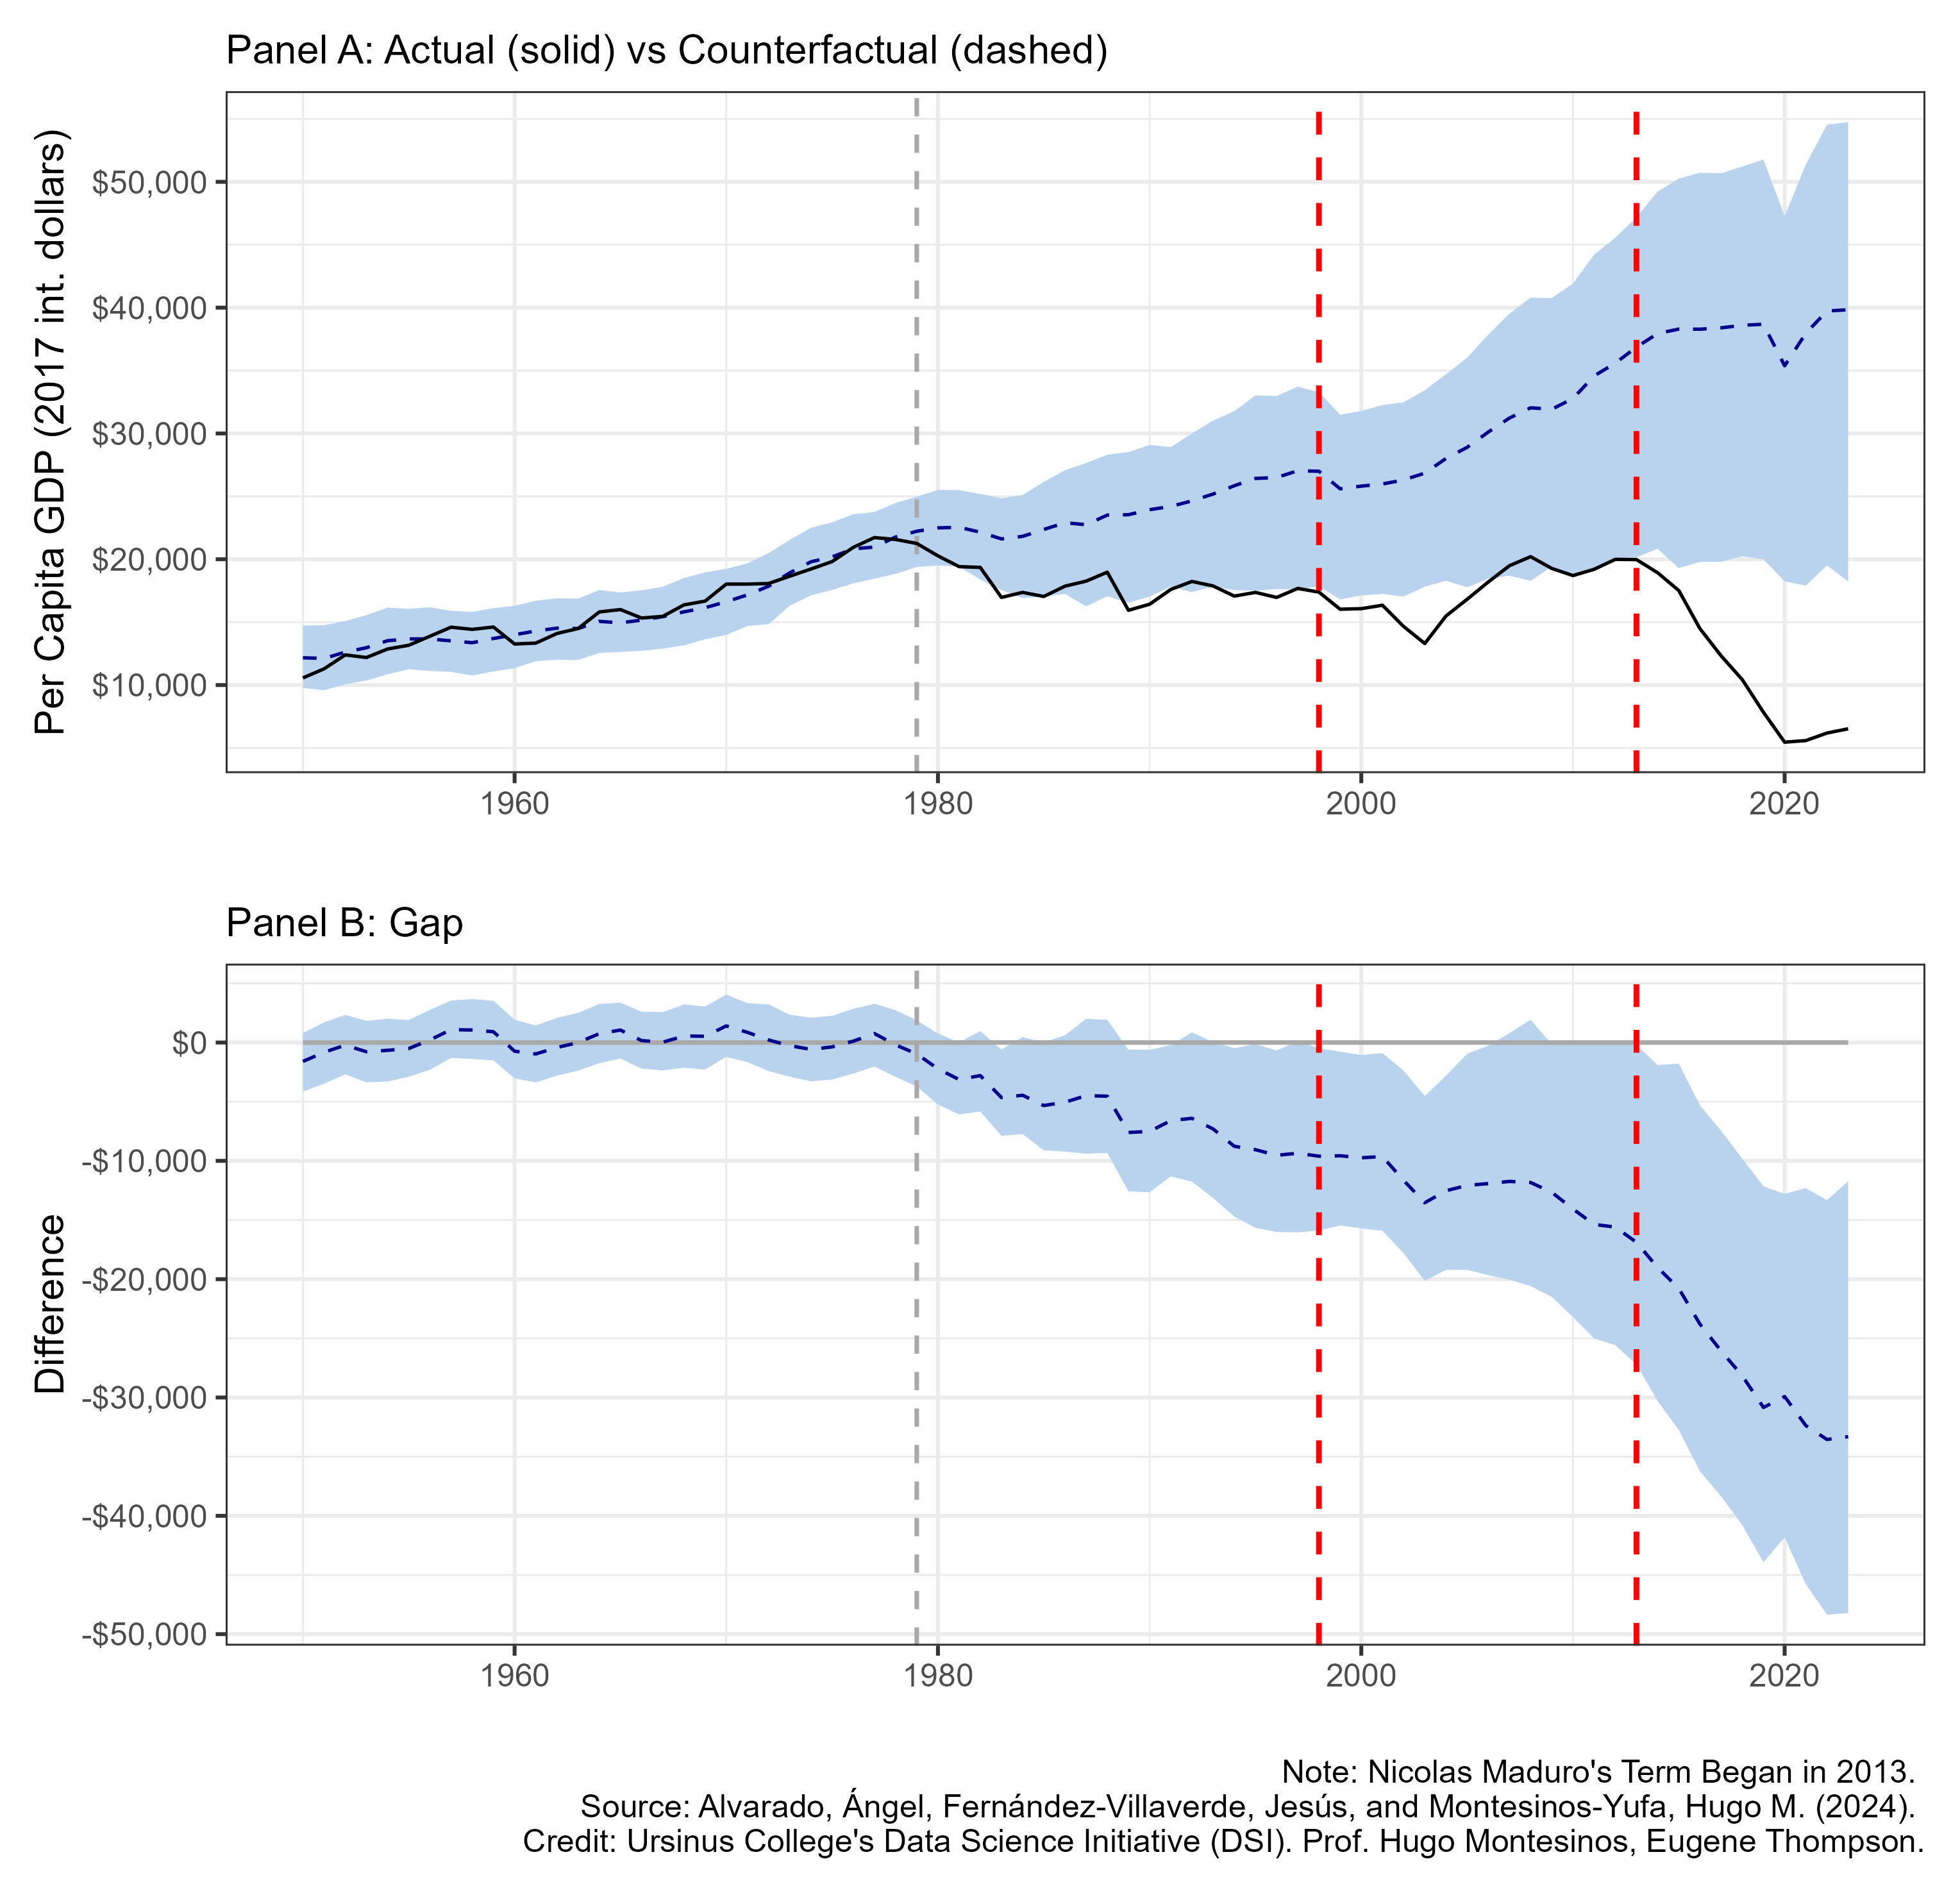 Panel A: Actual (solid) vs Counterfactual (dashed)
Per Capita GDP (2017 int. dollars)
$50,000
$40,000
$30,000
$20,000
$10,000
1960
1980
2000
2020
Panel B: Gap
Difference
$0
-$10,000
-$20,000
-$30,000
-$40,000
-$50,000
1960
1980
2000
2020
Note: Nicolas Maduro's Term Began in 2013.
Source: Alvarado, Ángel, Fernández-Villaverde, Jesús, and Montesinos-Yufa, Hugo M. (2024).
Credit: Ursinus College's Data Science Initiative (DSI). Prof. Hugo Montesinos, Eugene Thompson.